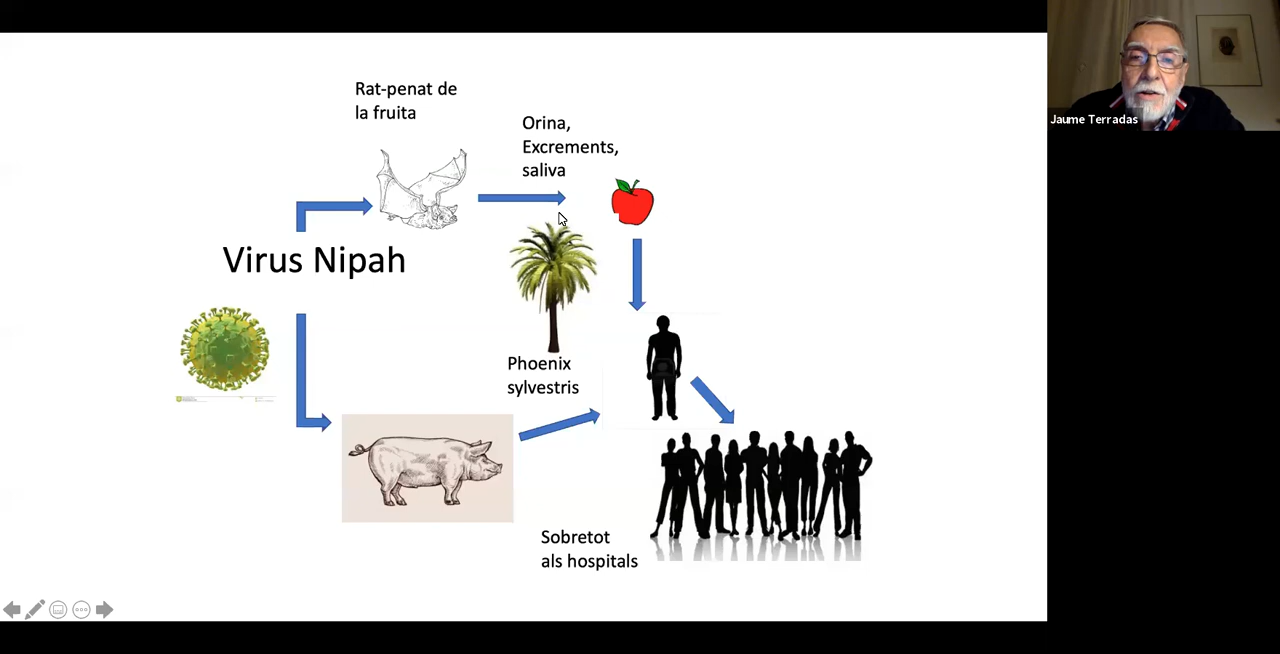 Rat-penat de
la fruita
Orina,
Excrements,
saliva
Jaume Terradas
Virus Nipah
Phoenix
sylvestris
Sobretot
als hospitals